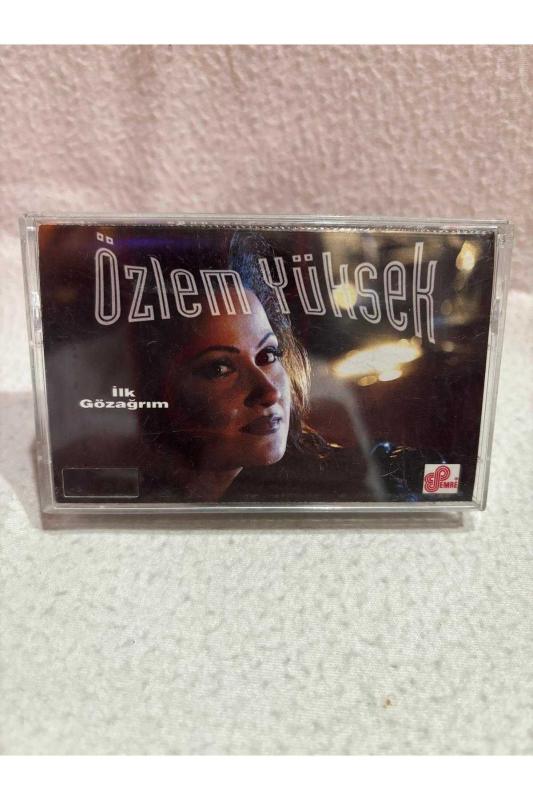 Özlem Yüksek
İlk
Gözağrım
EMRE